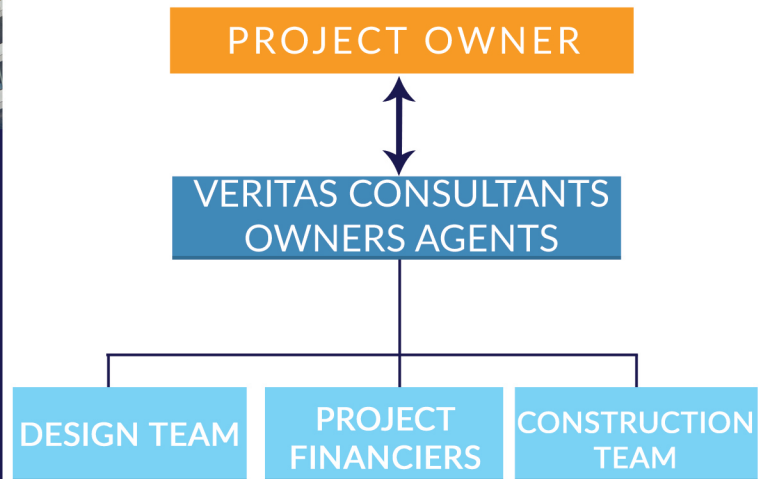 PROJECT OWNER
VERITAS CONSULTANTS
OWNERS AGENTS
DESIGN TEAM
PROJECT
FINANCIERS
CONSTRUCTION
TEAM